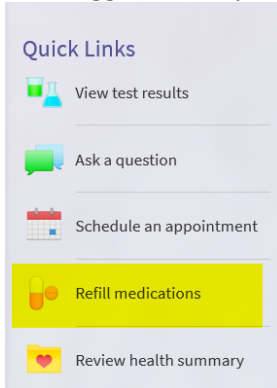 Quick Links
View test results
Ask a question
Schedule an appointment
Refill medications
Review health summary